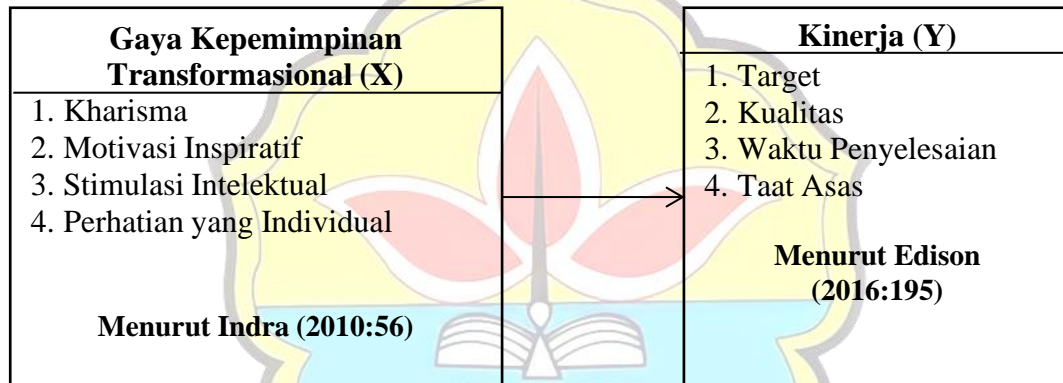 Gaya Kepemimpinan
Transformasional (X)
1. Kharisma
2. Motivasi Inspiratif
3. Stimulasi Intelektual
4. Perhatian yang Individual
Menurut Indra (2010:56)
Kinerja (Y)
1. Target
2. Kualitas
3. Waktu Penyelesaian
4. Taat Asas
Menurut Edison
(2016:195)